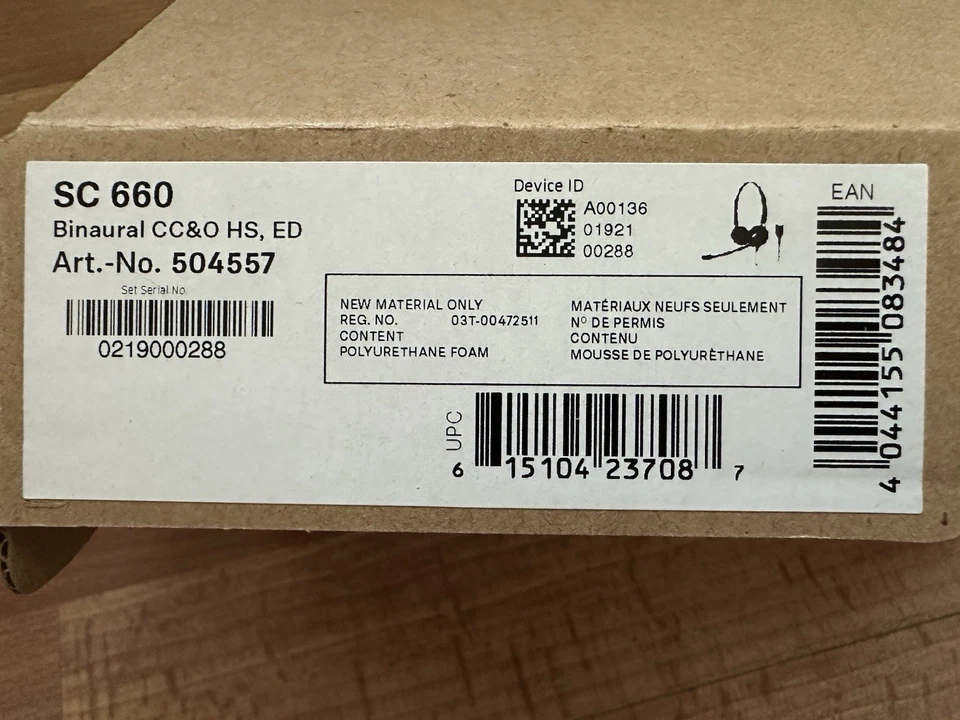 SC 660
Binaural CC&O HS, ED
Art.-No. 504557
Set Serial No.
0219000288
Device ID
A00136
01921
00288
NEW MATERIAL ONLY
REG. NO. 03T-00472511
CONTENT
POLYURETHANE FOAM
MATÉRIAUX NEUFS SEULEMENT
Nº DE PERMIS
CONTENU
MOUSSE DE POLYURÈTHANE
UPC
6 15104 23708 7
EAN
4 044155 083484